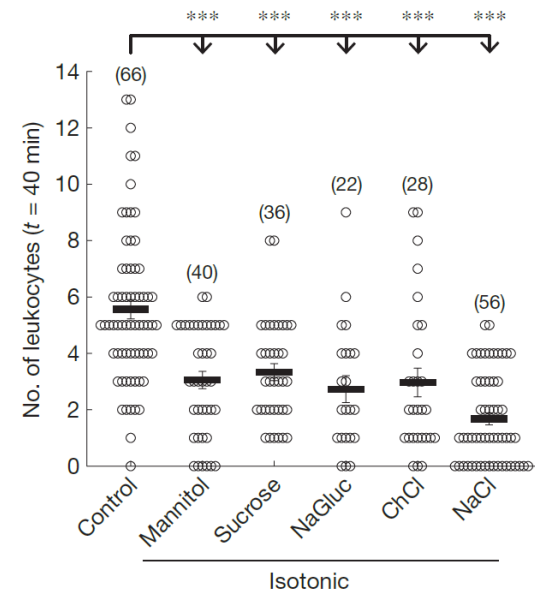 *** *** *** *** ***
14 (66)
12
10 (22) (28)
8 (36)
6 (40) (56)
4
2
0
No. of leukocytes (t = 40 min)
Control Mannitol Sucrose NaGluc ChCl NaCl
Isotonic